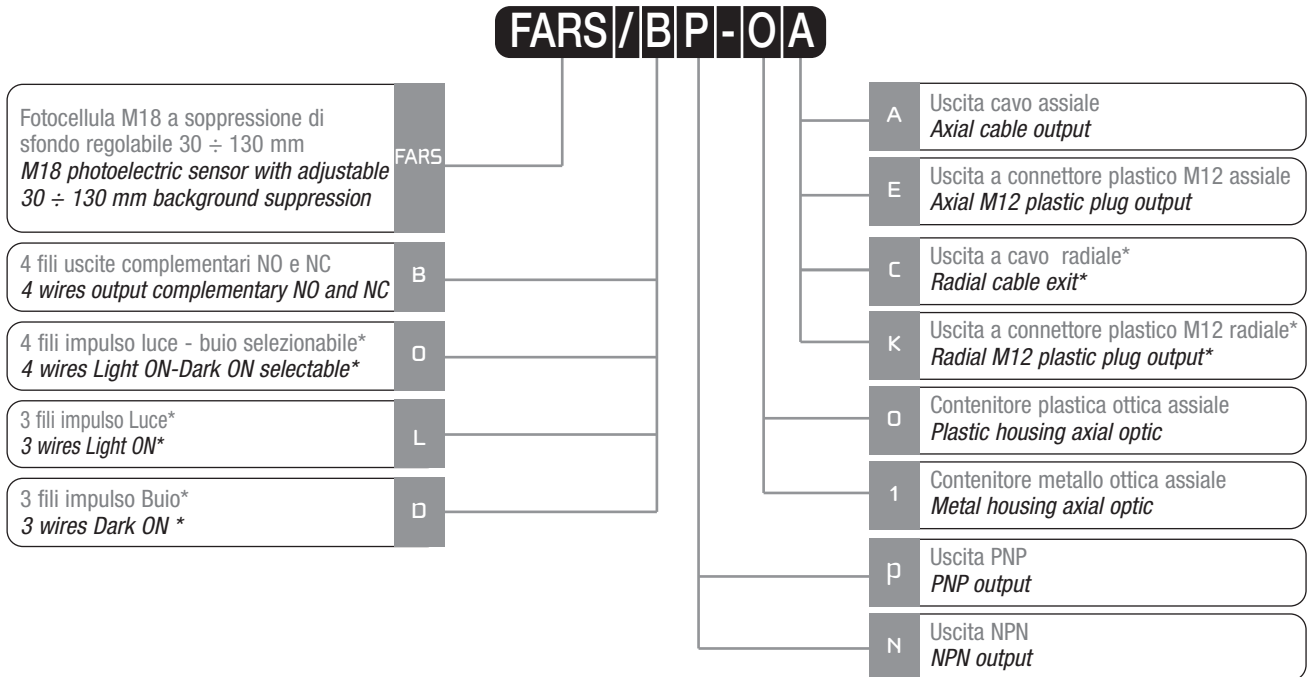 FARS/BP-0A
Fotocellula M18 a soppressione di
sfondo regolabile 30 ÷ 130 mm
M18 photoelectric sensor with adjustable
30 ÷ 130 mm background suppression
FARS
4 fili uscite complementari NO e NC
4 wires output complementary NO and NC
B
4 fili impulso luce - buio selezionabile*
4 wires Light ON-Dark ON selectable*
O
3 fili impulso Luce*
3 wires Light ON*
L
3 fili impulso Buio*
3 wires Dark ON *
D
A
Uscita cavo assiale
Axial cable output
E
Uscita a connettore plastico M12 assiale
Axial M12 plastic plug output
C
Uscita a cavo radiale*
Radial cable exit*
K
Uscita a connettore plastico M12 radiale*
Radial M12 plastic plug output*
0
Contenitore plastica ottica assiale
Plastic housing axial optic
1
Contenitore metallo ottica assiale
Metal housing axial optic
P
Uscita PNP
PNP output
N
Uscita NPN
NPN output